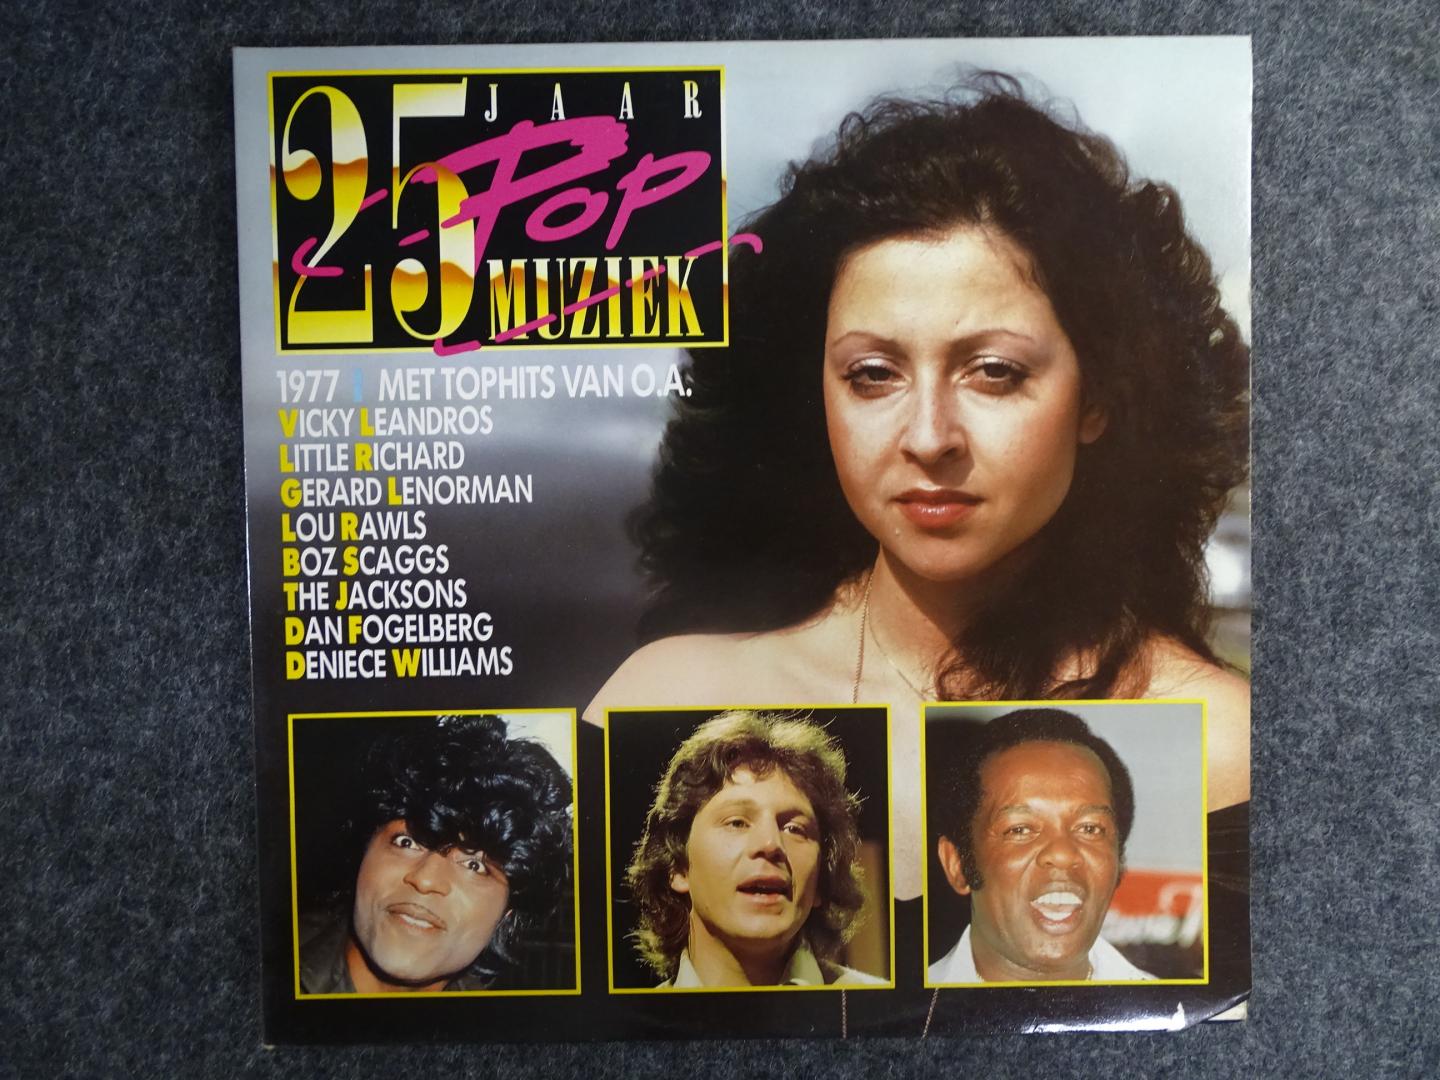 25 JAAR
Pop
MUZIEK
1977 MET TOPHITS VAN O.A.
VICKY LEANDROS
LITTLE RICHARD
GERARD LENORMAN
LOU RAWLS
BOZ SCAGGS
THE JACKSONS
DAN FOGELBERG
DENIECE WILLIAMS